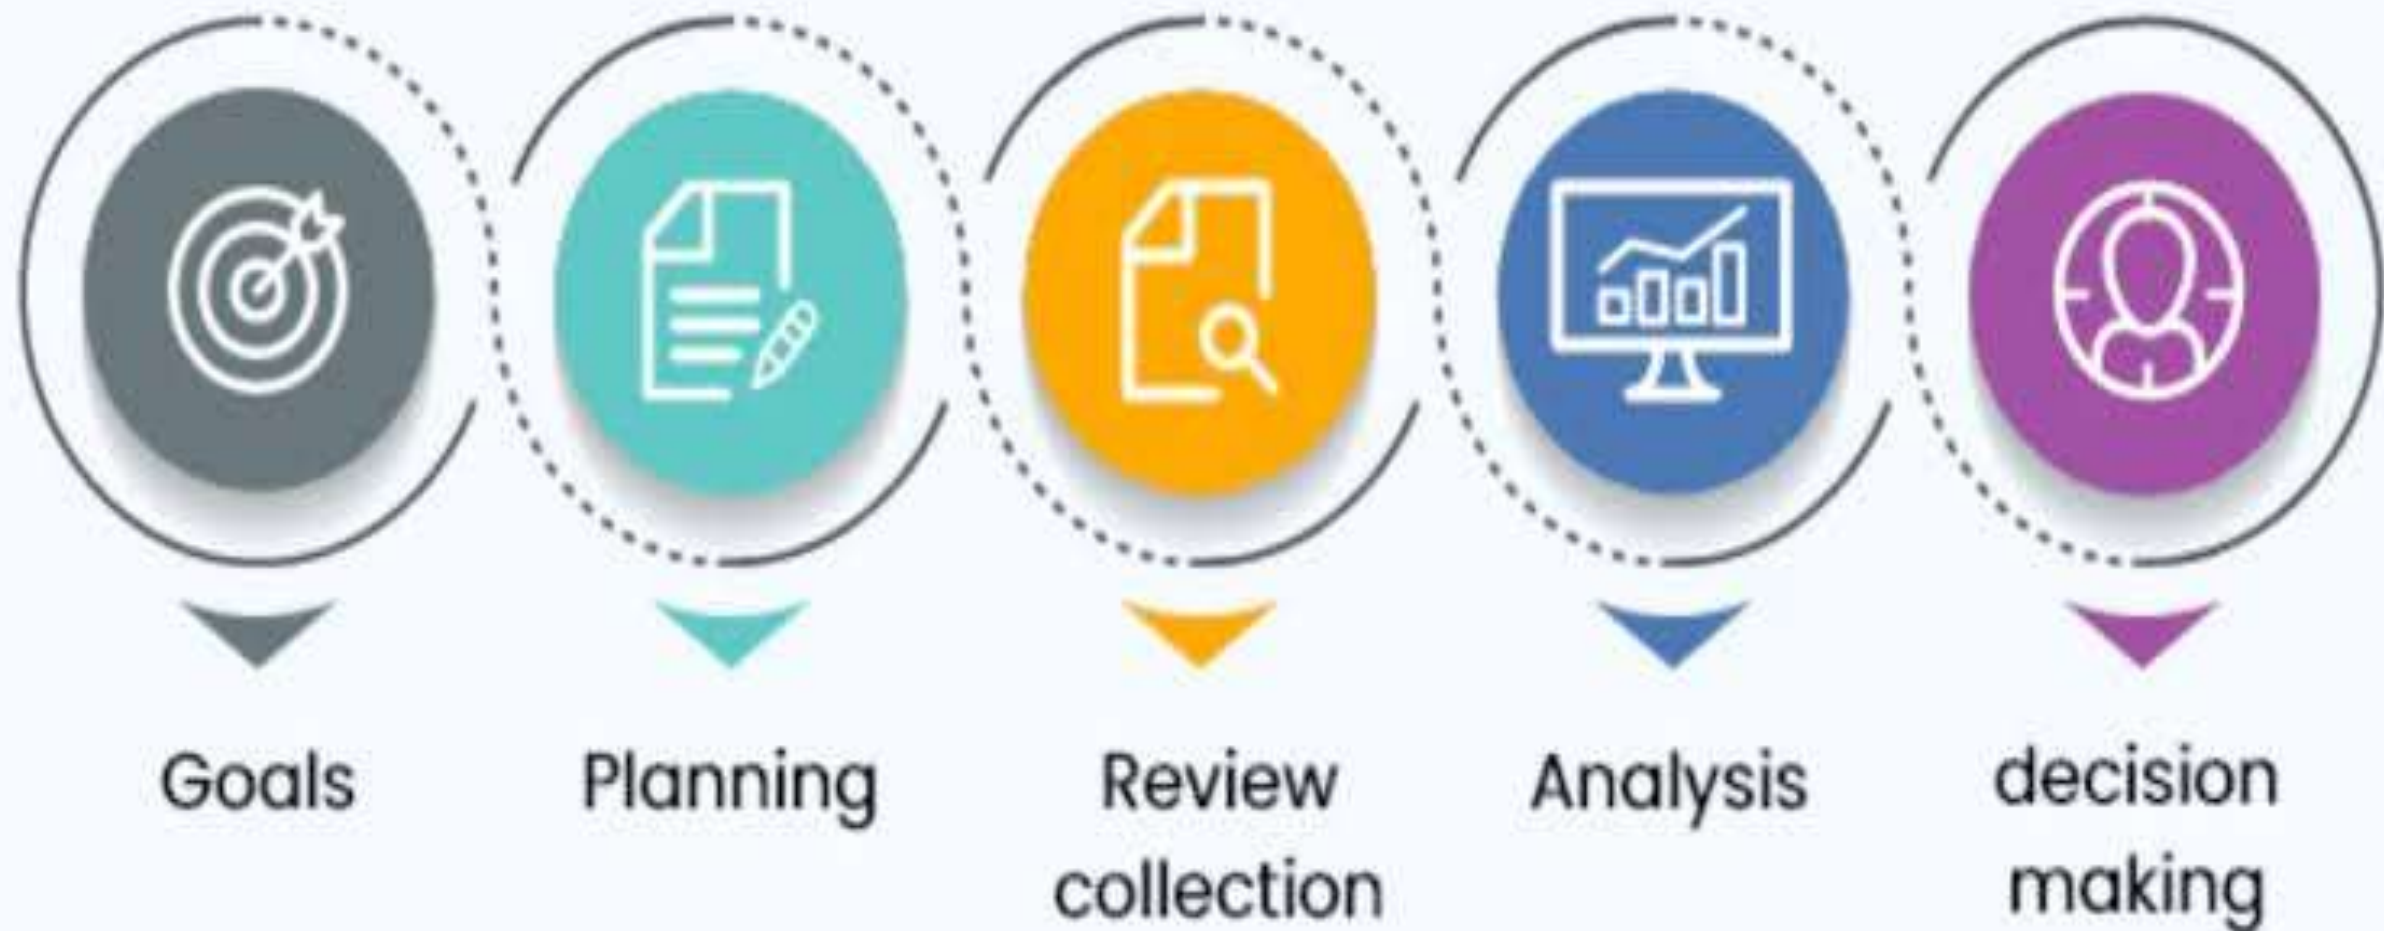 Goals
Planning
Review
collection
Analysis
decision
making